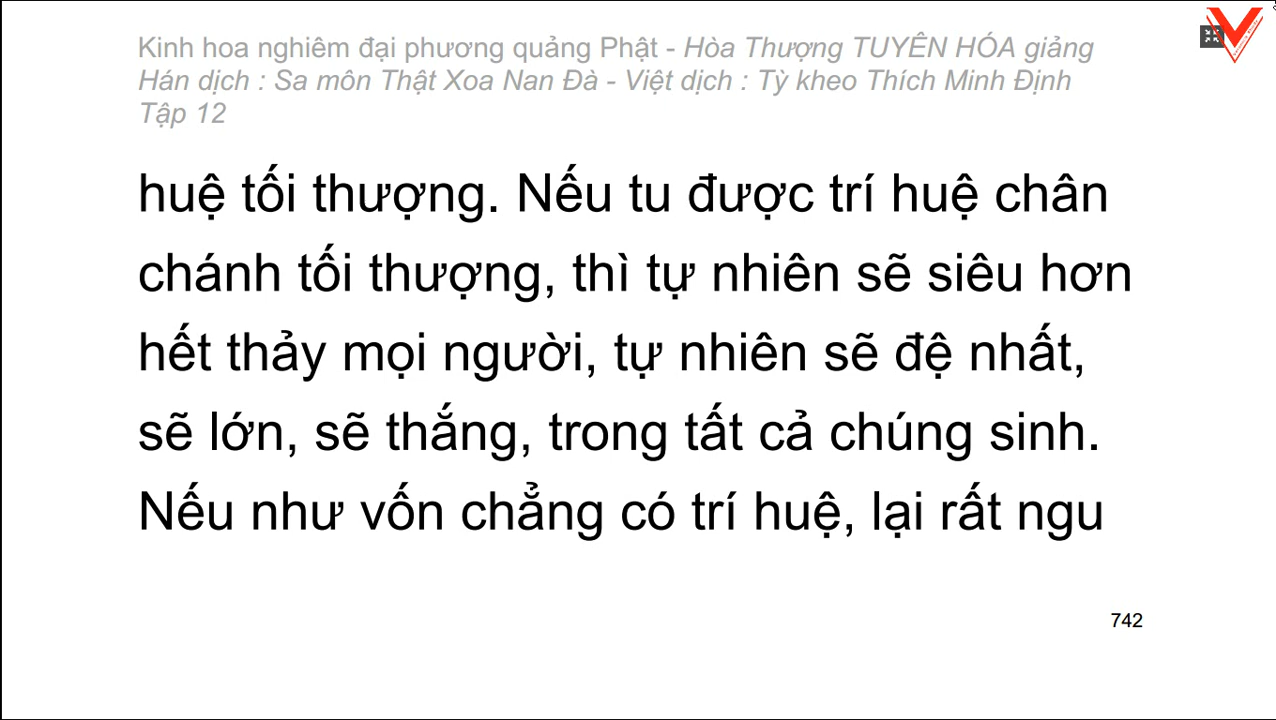 Kinh hoa nghiêm đại phương quảng Phật - Hòa Thượng TUYÊN HÓA giảng
Hán dịch : Sa môn Thật Xoa Nan Đà - Việt dịch : Tỳ kheo Thích Minh Định
Tập 12
huệ tối thượng. Nếu tu được trí huệ chân
chánh tối thượng, thì tự nhiên sẽ siêu hơn
hết thảy mọi người, tự nhiên sẽ đệ nhất,
sẽ lớn, sẽ thắng, trong tất cả chúng sinh.
Nếu như vốn chẳng có trí huệ, lại rất ngu
742